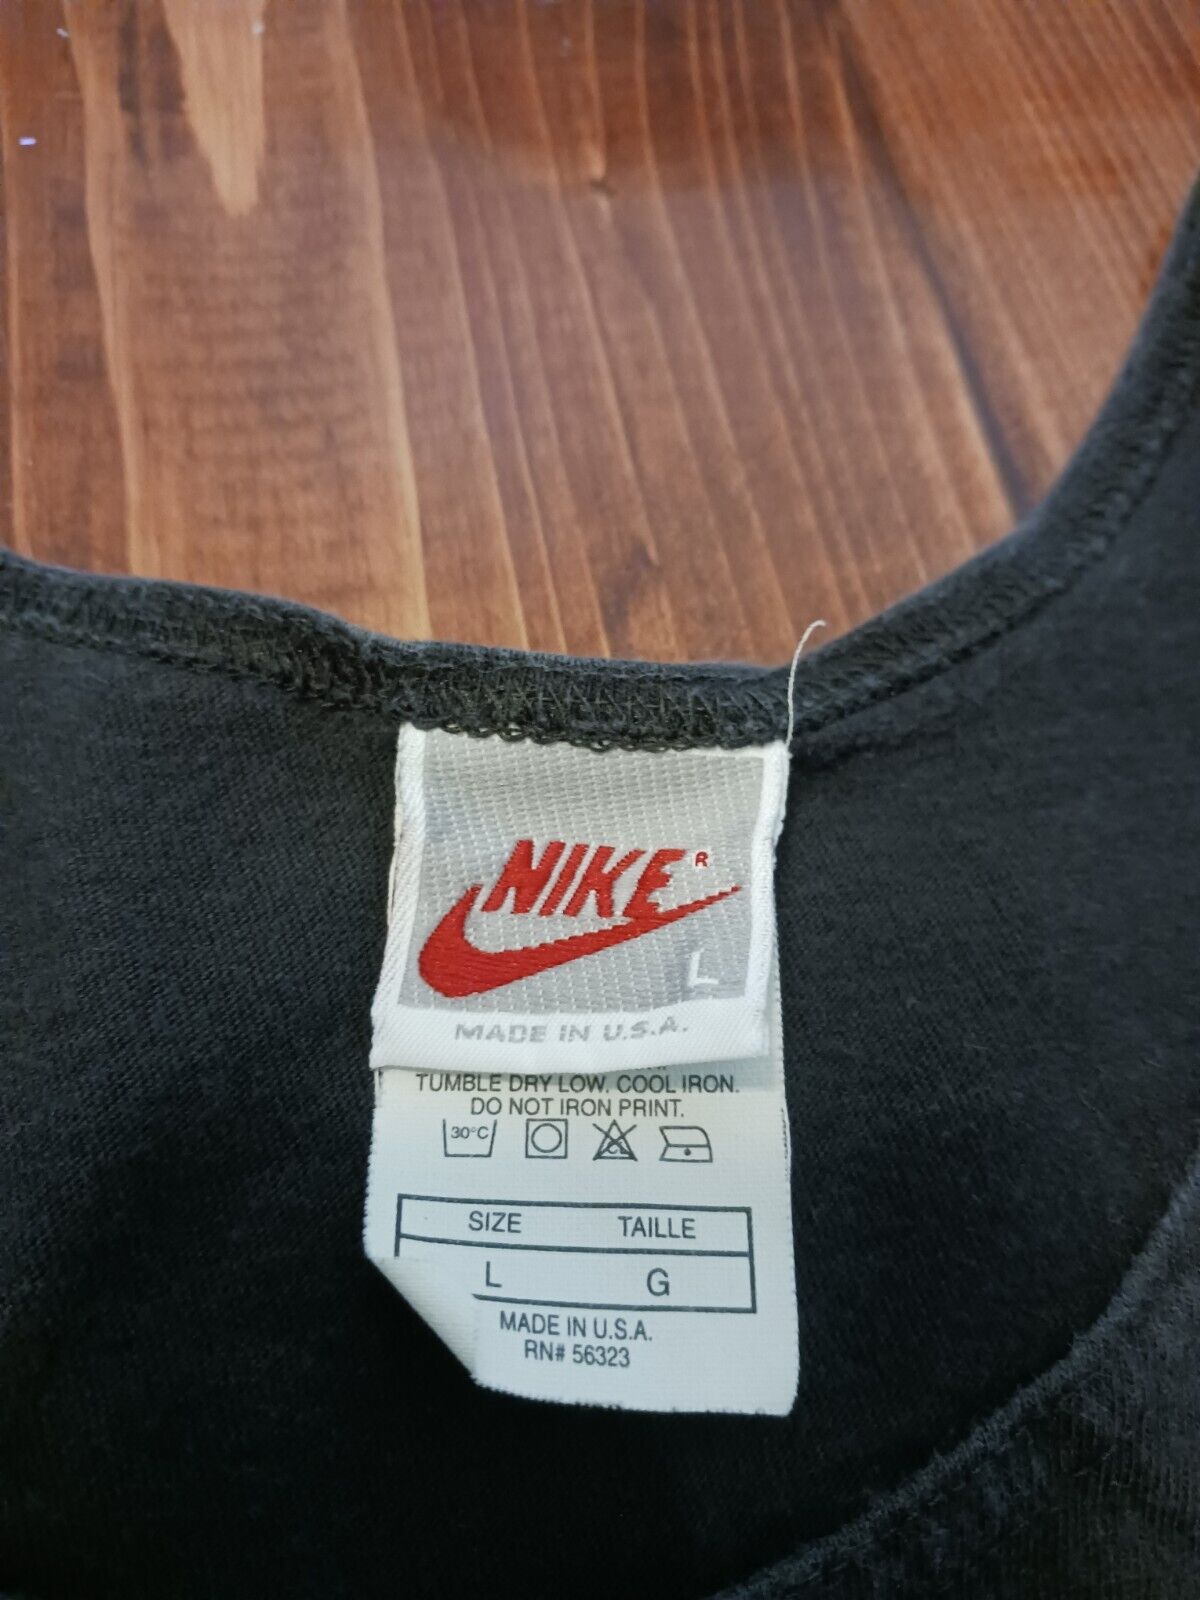 NIKE®
L
MADE IN U.S.A.
TUMBLE DRY LOW. COOL IRON.
DO NOT IRON PRINT.
30°C CL
SIZE TAILLE
L G
MADE IN U.S.A.
RN# 56323